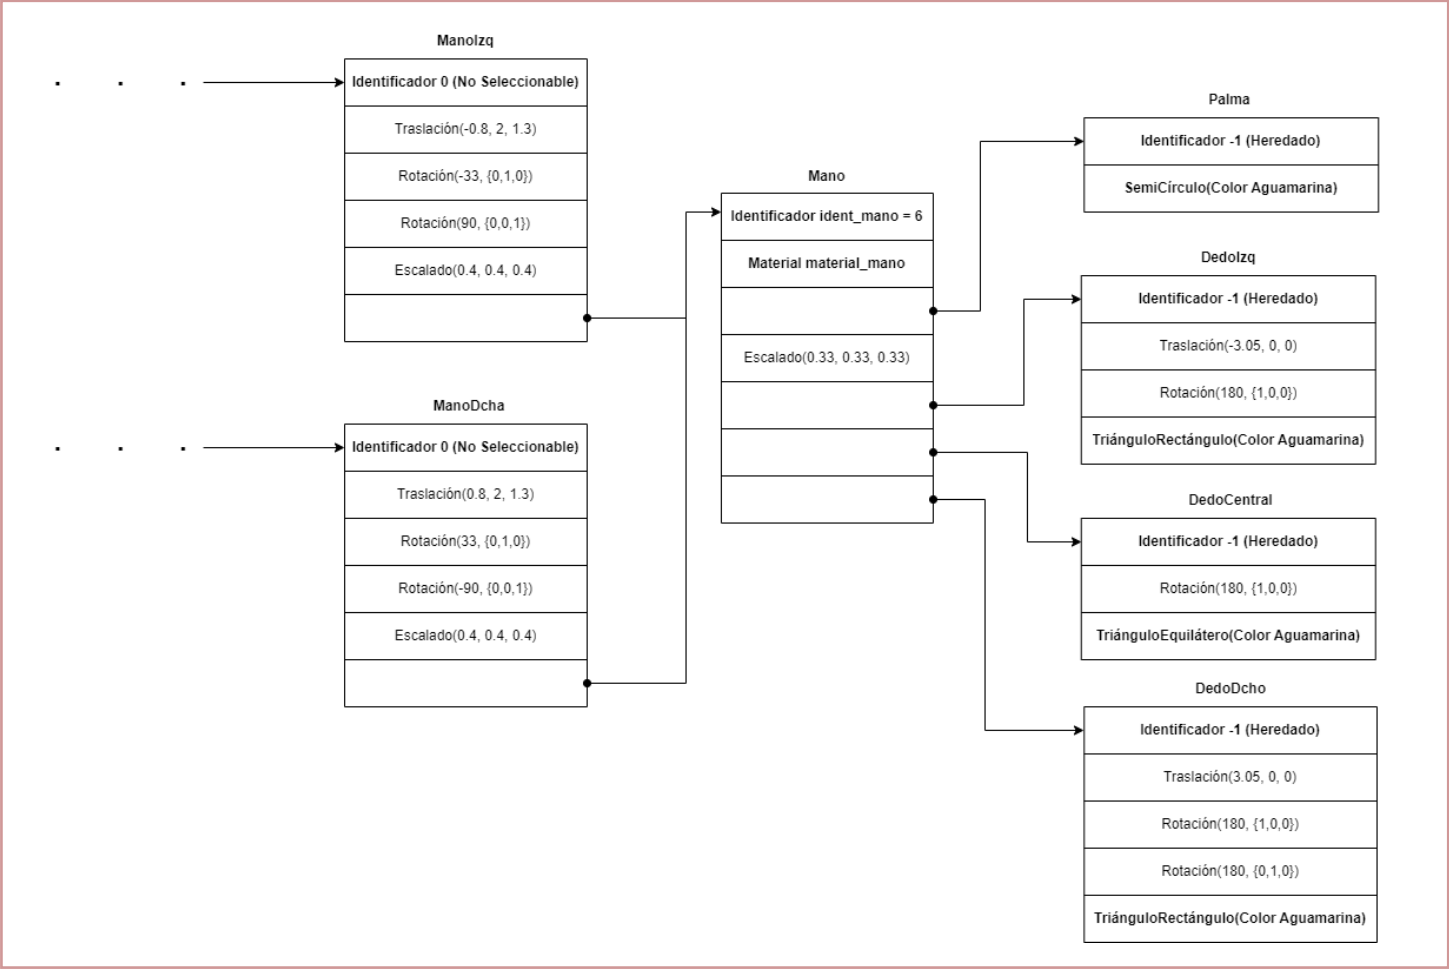 ManoIzq
Identificador 0 (No Seleccionable)
Traslación(-0.8, 2, 1.3)
Rotación(-33, {0,1,0})
Rotación(90, {0,0,1})
Escalado(0.4, 0.4, 0.4)
ManoDcha
Identificador 0 (No Seleccionable)
Traslación(0.8, 2, 1.3)
Rotación(33, {0,1,0})
Rotación(-90, {0,0,1})
Escalado(0.4, 0.4, 0.4)
Mano
Identificador ident_mano = 6
Material material_mano
Escalado(0.33, 0.33, 0.33)
Palma
Identificador -1 (Heredado)
SemiCírculo(Color Aguamarina)
DedoIzq
Identificador -1 (Heredado)
Traslación(-3.05, 0, 0)
Rotación(180, {1,0,0})
TriánguloRectángulo(Color Aguamarina)
DedoCentral
Identificador -1 (Heredado)
Rotación(180, {1,0,0})
TriánguloEquilátero(Color Aguamarina)
DedoDcho
Identificador -1 (Heredado)
Traslación(3.05, 0, 0)
Rotación(180, {1,0,0})
Rotación(180, {0,1,0})
TriánguloRectángulo(Color Aguamarina)